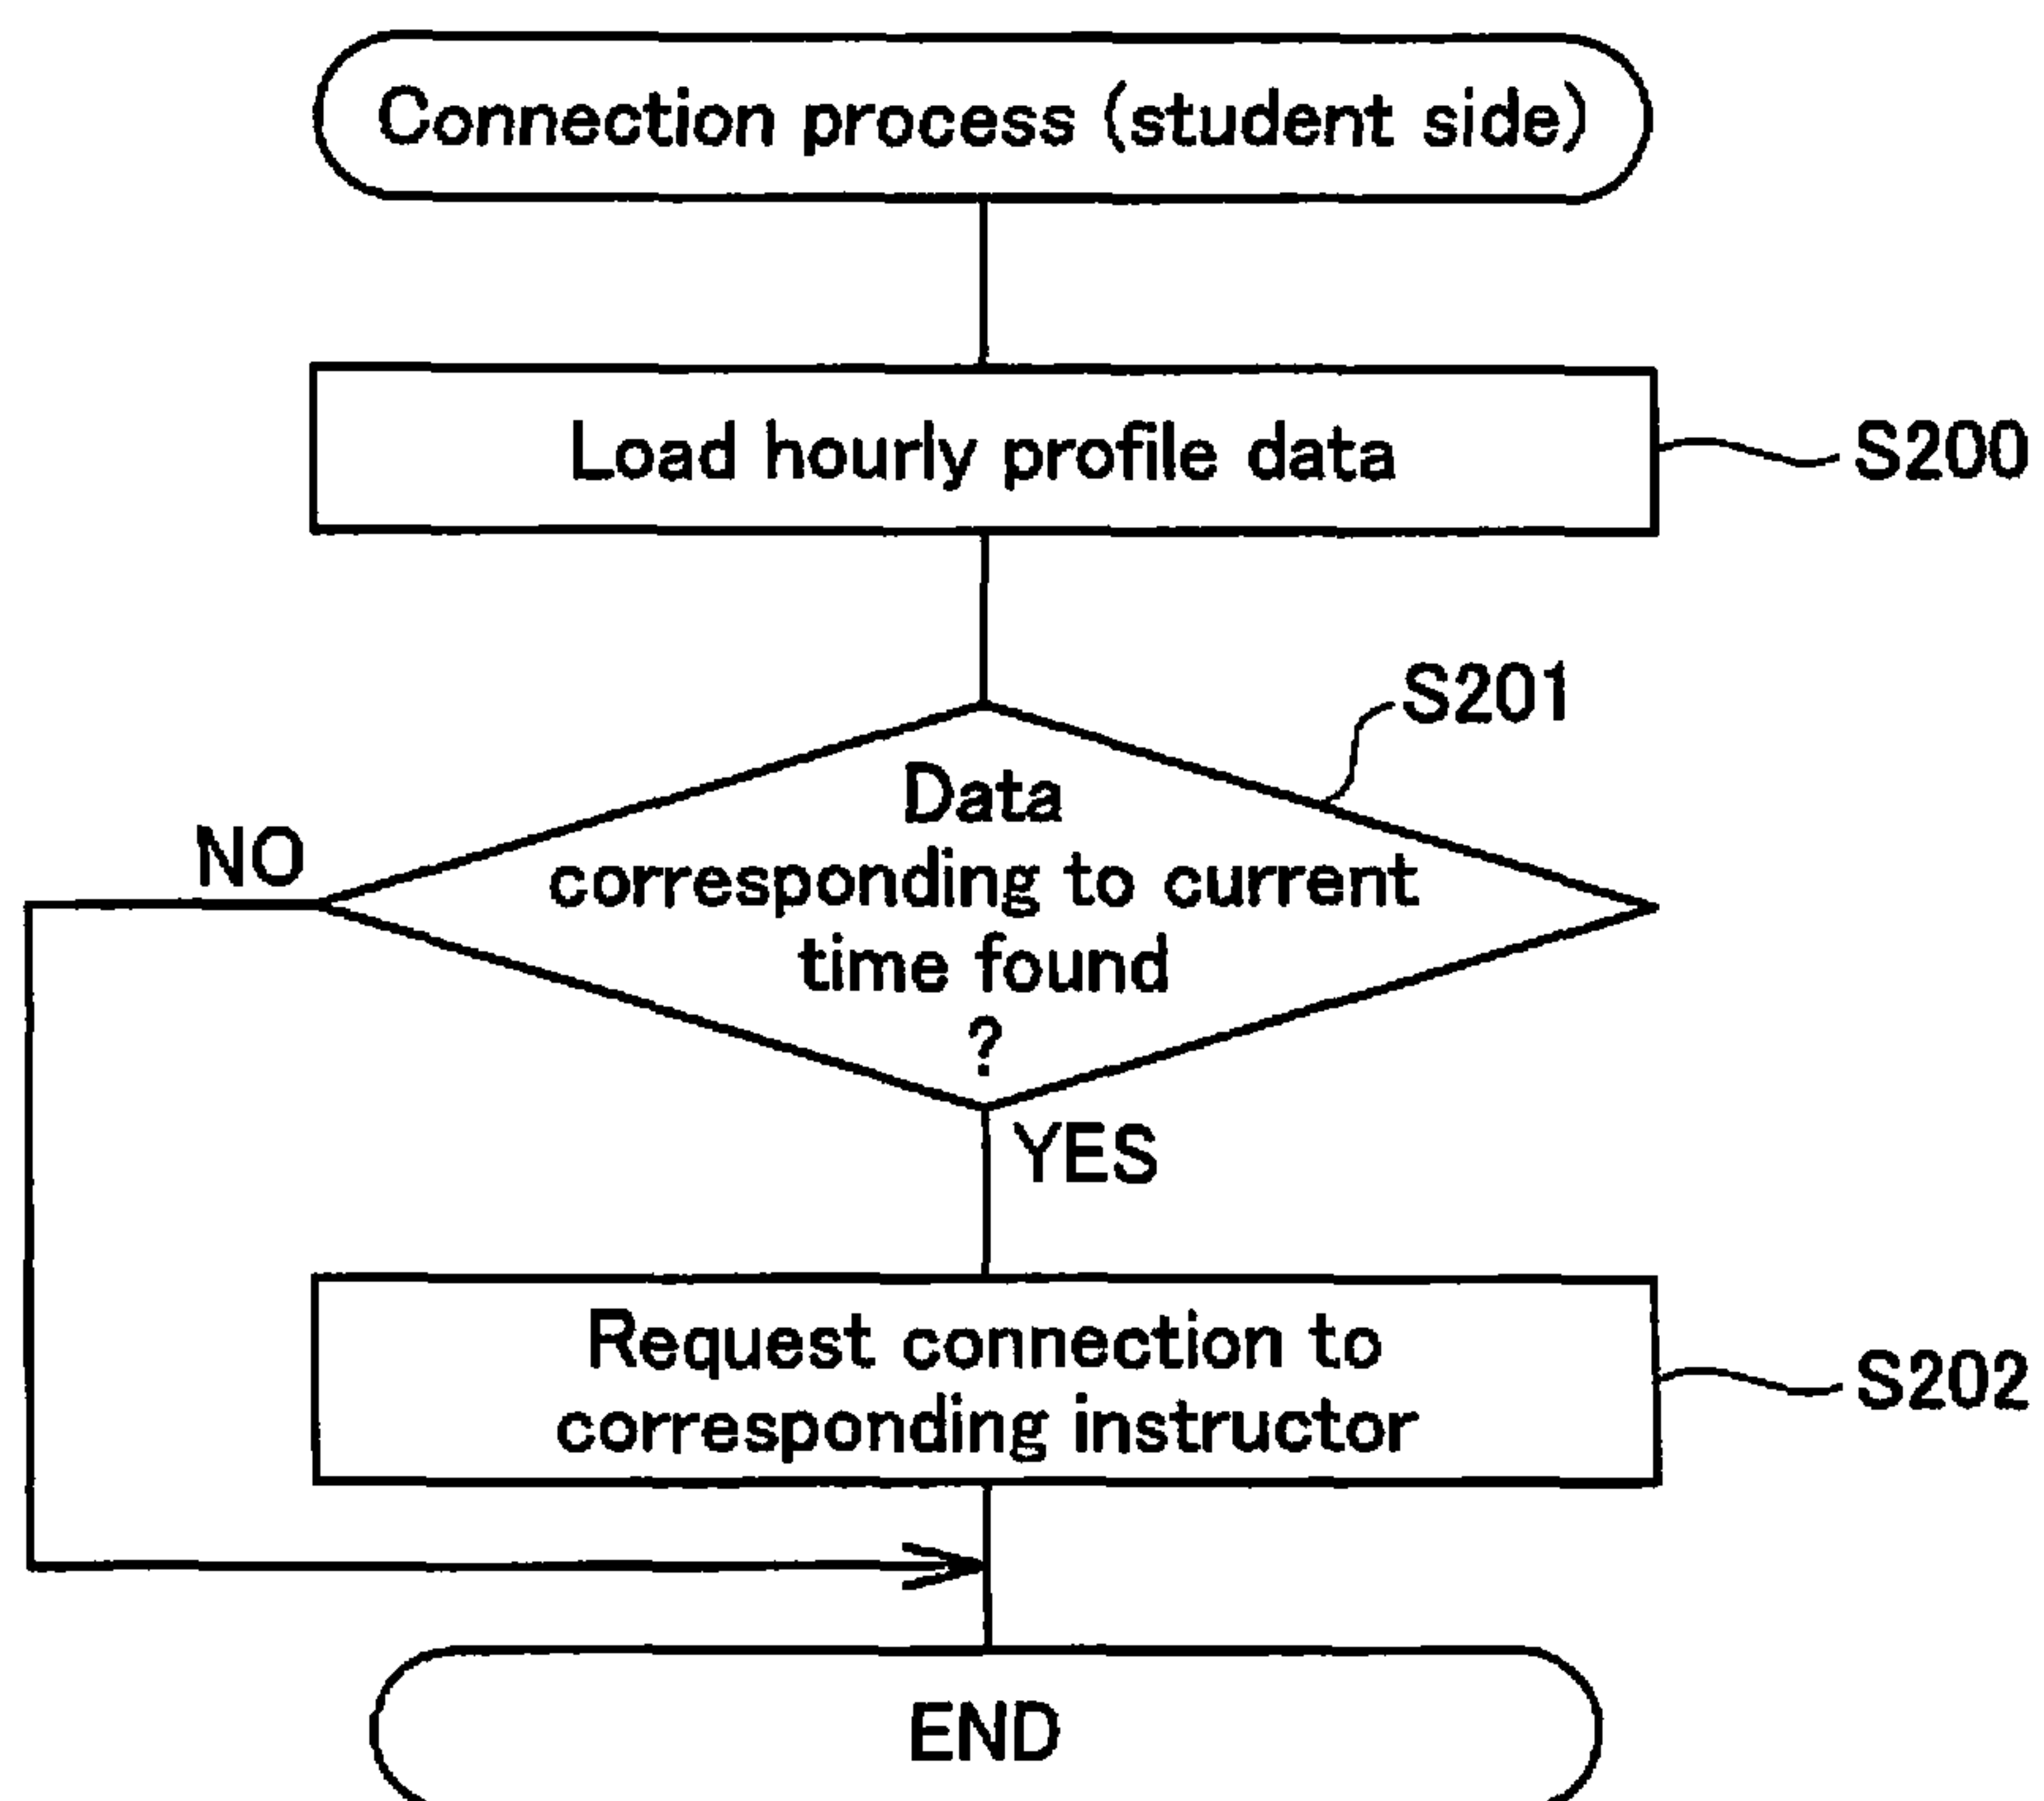 Connection process (student side)
Load hourly profile data
S200
S201
Data
corresponding to current
time found
?
NO
YES
Request connection to
corresponding instructor
S202
END